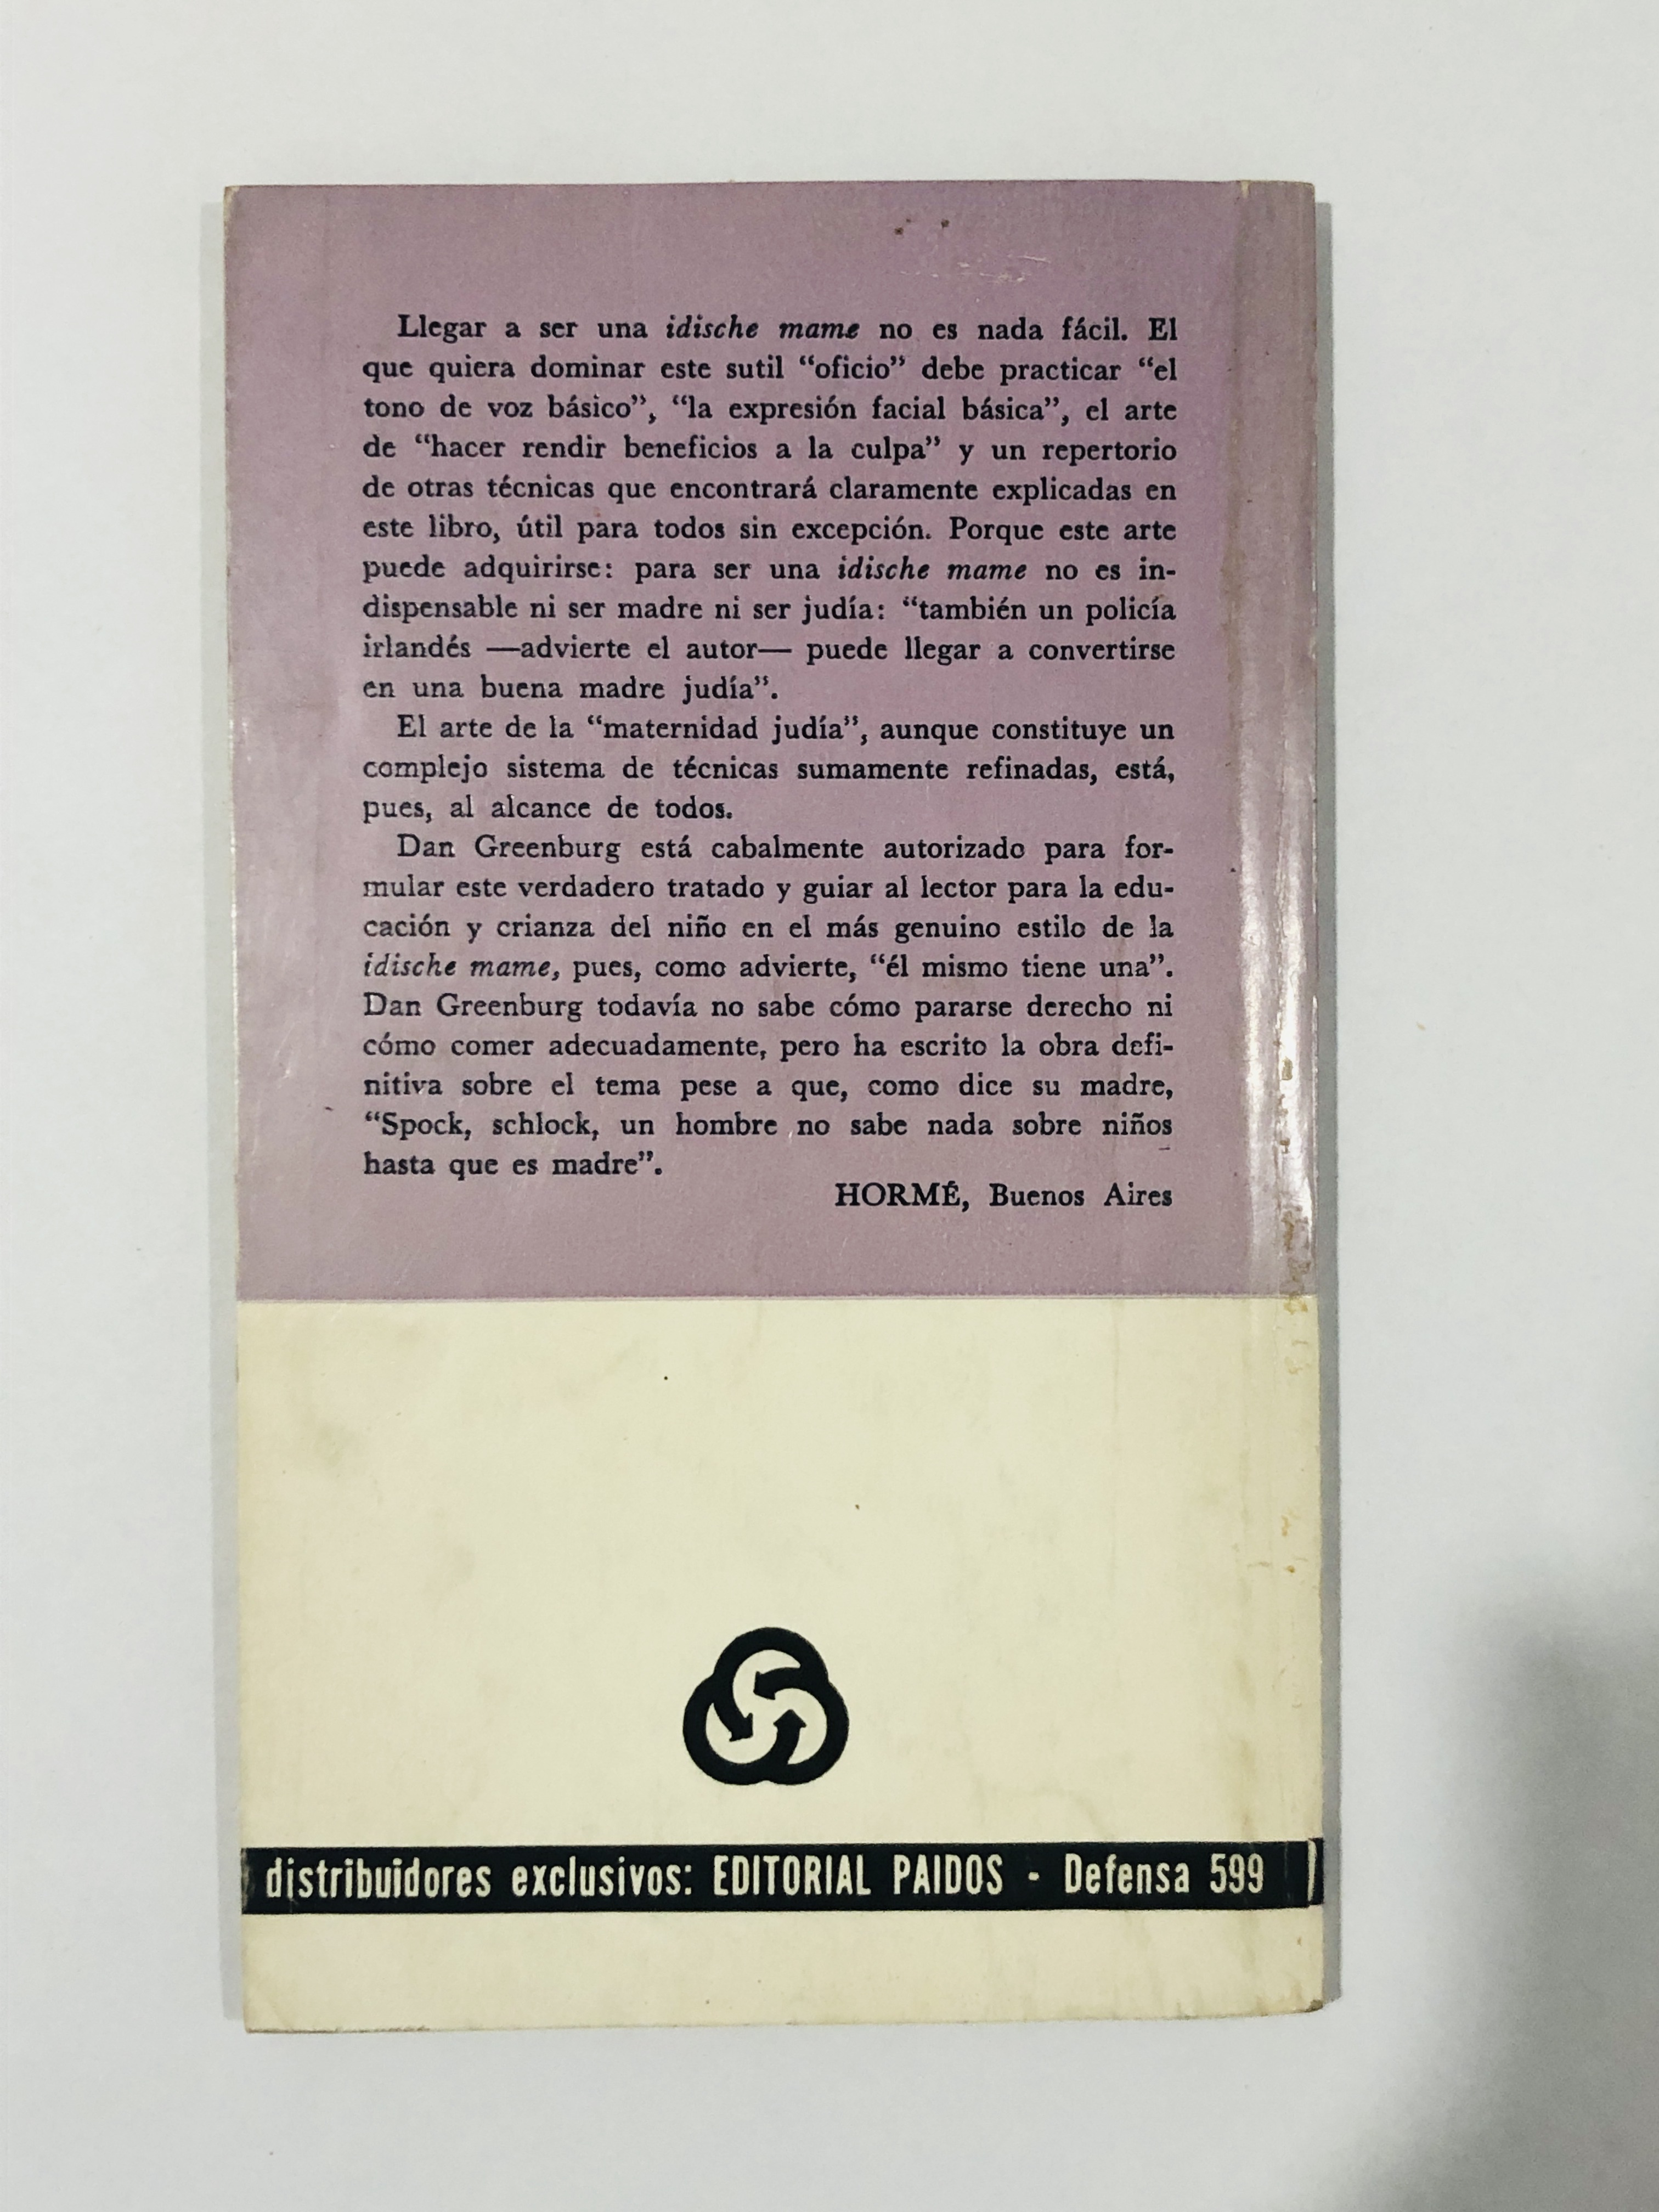 Llegar a ser una idische mame no es nada fácil. El
que quiera dominar este sutil “oficio” debe practicar “el
tono de voz básico”, “la expresión facial básica”, el arte
de “hacer rendir beneficios a la culpa” y un repertorio
de otras técnicas que encontrará claramente explicadas en
este libro, útil para todos sin excepción. Porque este arte
puede adquirirse: para ser una idische mame no es in-
dispensable ni ser madre ni ser judía: “también un policía
irlandés —advierte el autor— puede llegar a convertirse
en una buena madre judía”.
El arte de la “maternidad judía”, aunque constituye un
complejo sistema de técnicas sumamente refinadas, está,
pues, al alcance de todos.
Dan Greenburg está cabalmente autorizado para for-
mular este verdadero tratado y guiar al lector para la edu-
cación y crianza del niño en el más genuino estilo de la
idische mame, pues, como advierte, “él mismo tiene una”.
Dan Greenburg todavía no sabe cómo pararse derecho ni
cómo comer adecuadamente, pero ha escrito la obra defi-
nitiva sobre el tema pese a que, como dice su madre,
“Spock, schlock, un hombre no sabe nada sobre niños
hasta que es madre”.
HORMÉ, Buenos Aires
distribuidores exclusivos: EDITORIAL PAIDOS - Defensa 599